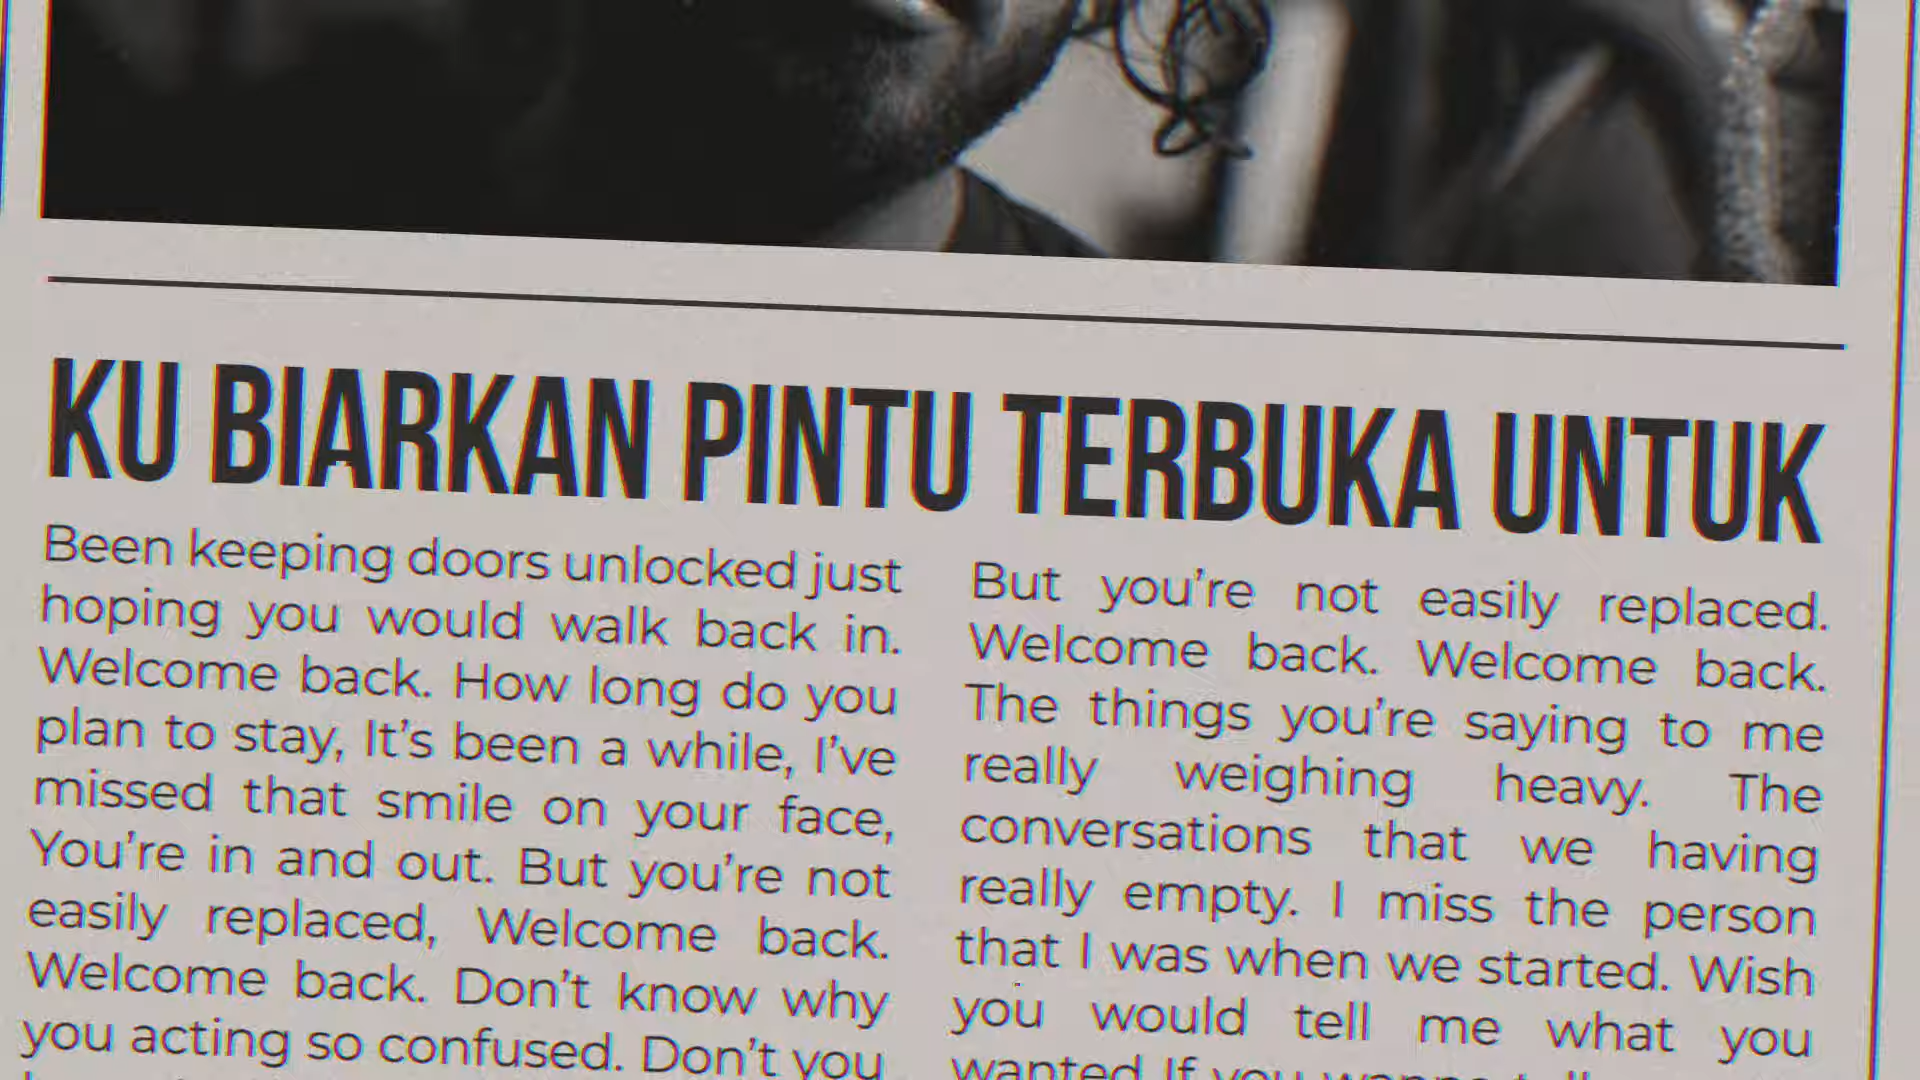 KU BIARKAN PINTU TERBUKA UNTUK
Been keeping doors unlocked just
hoping you would walk back in.
Welcome back. How long do you
plan to stay, It's been a while, I've
missed that smile on your face,
You're in and out. But you're not
easily replaced, Welcome back.
Welcome back. Don't know why
you acting so confused. Don't you
But you're not easily replaced.
Welcome back. Welcome back.
The things you're saying to me
really weighing heavy. The
conversations that we having
really empty. I miss the person
that I was when we started. Wish
you would tell me what you
wanted If you wanna tell